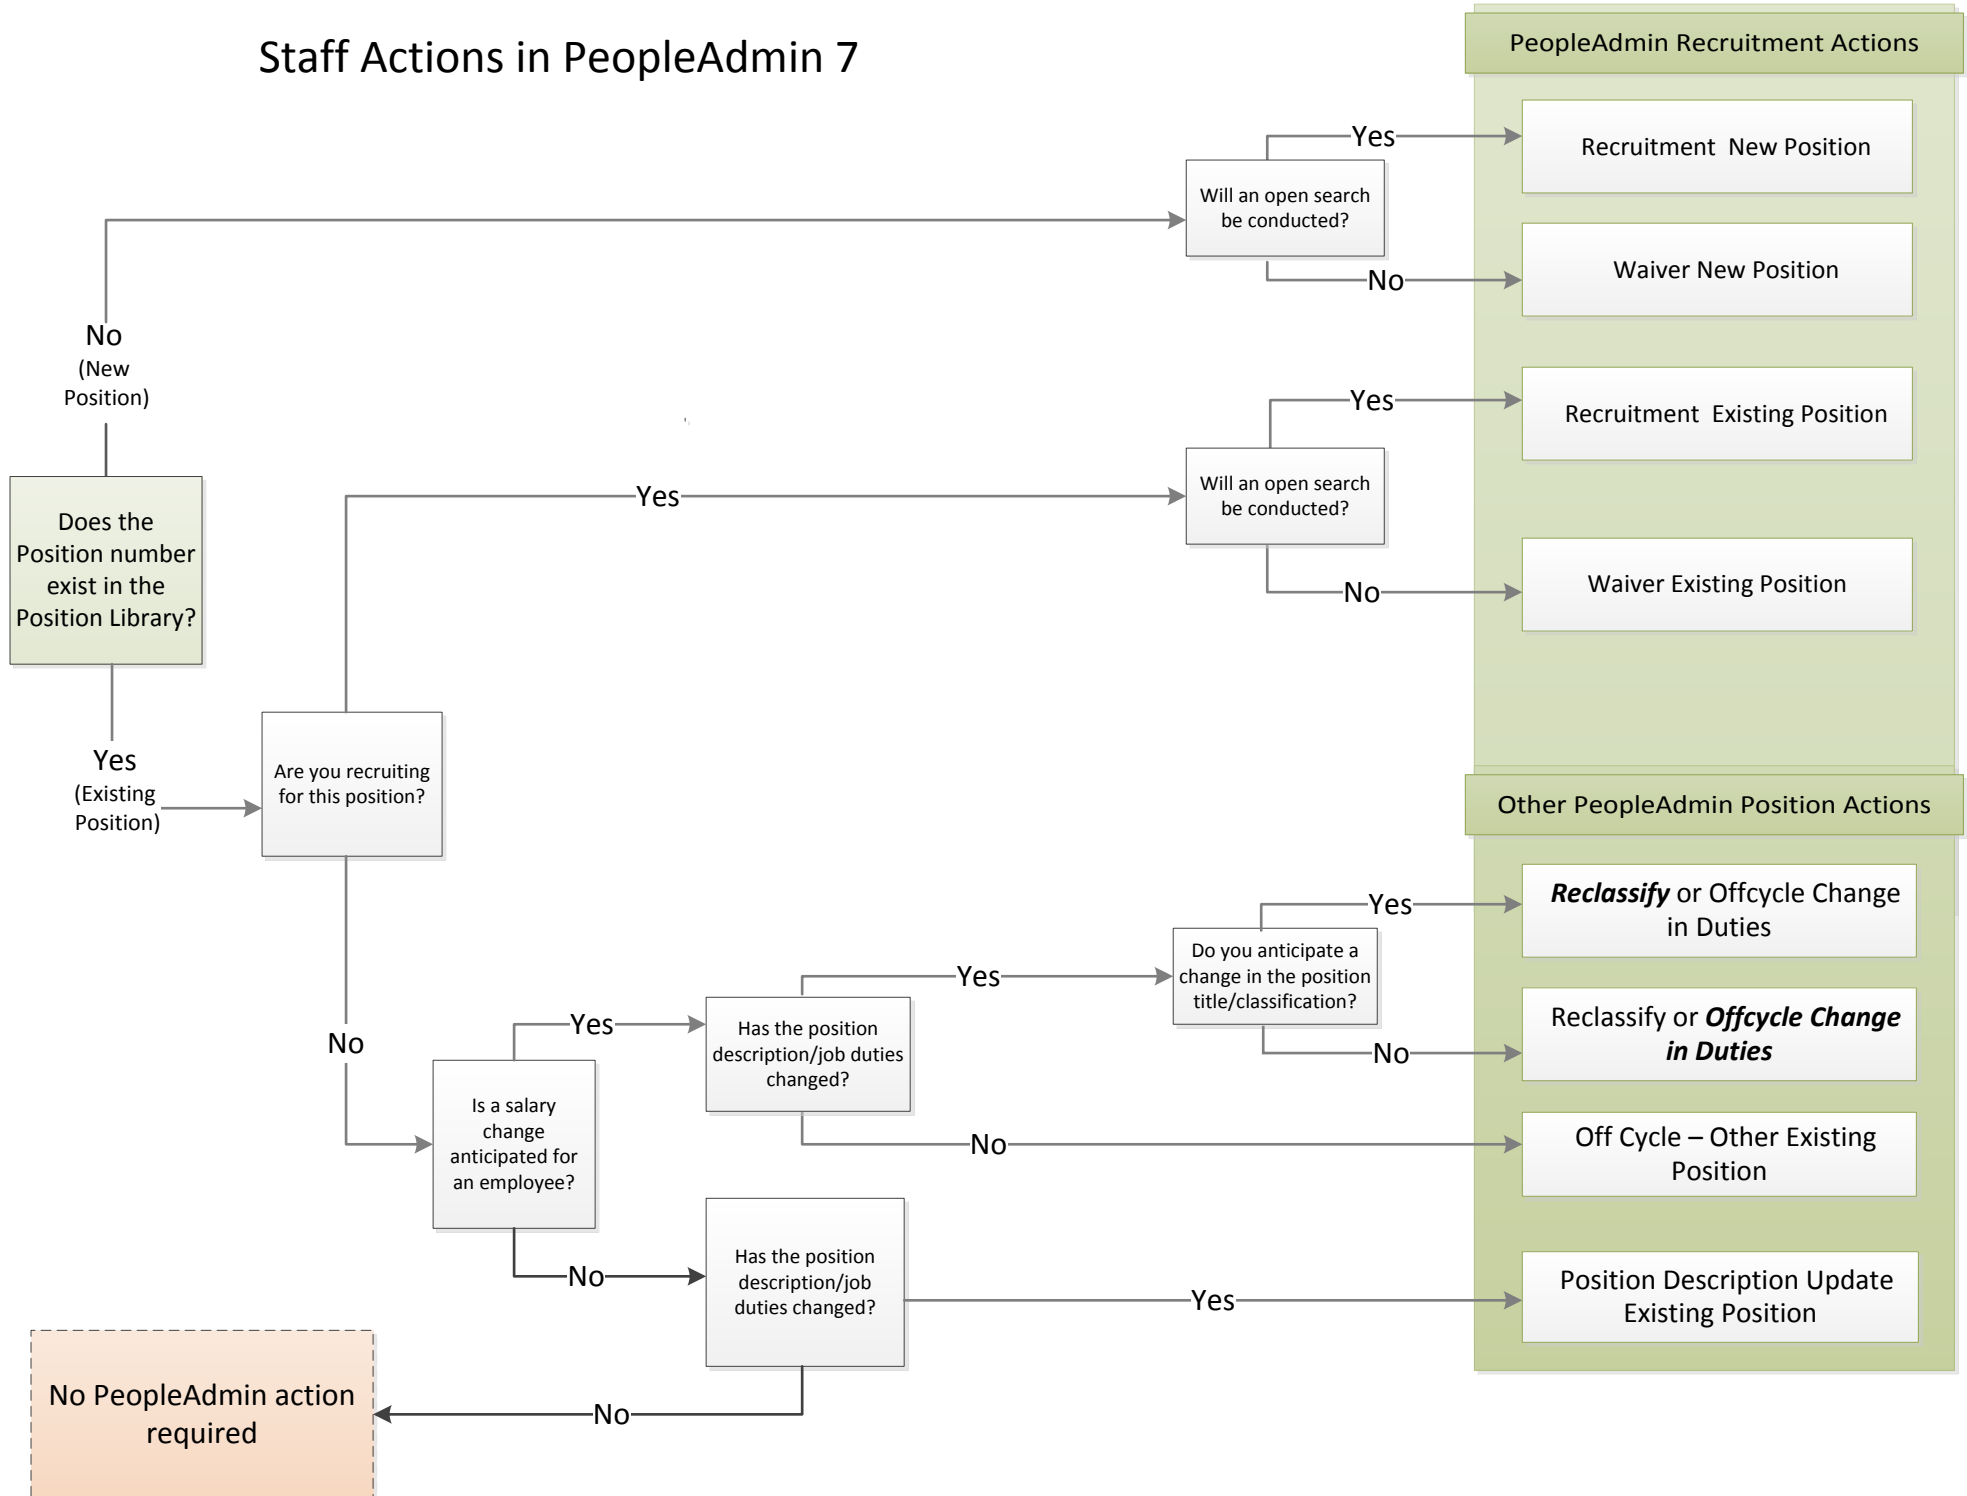 Staff Actions in PeopleAdmin 7
PeopleAdmin Recruitment Actions
Yes
Recruitment  New Position
Will an open search
be conducted?
No
Waiver New Position
No
(New
Position)
Yes
Recruitment  Existing Position
Will an open search
be conducted?
Yes
No
Waiver Existing Position
Does the
Position number
exist in the
Position Library?
Yes
(Existing
Position)
Are you recruiting
for this position?
Other PeopleAdmin Position Actions
Yes
Reclassify or Offcycle Change
in Duties
Do you anticipate a
change in the position
title/classification?
Yes
No
Reclassify or Offcycle Change
in Duties
No
Yes
Has the position
description/job duties
changed?
Is a salary
change
anticipated for
an employee?
No
Off Cycle – Other Existing
Position
No
Has the position
description/job
duties changed?
Yes
Position Description Update
Existing Position
No
No PeopleAdmin action
required